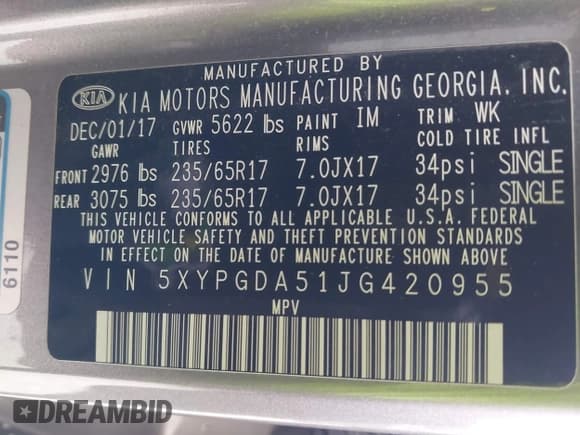 MANUFACTURED BY
KIA KIA MOTORS MANUFACTURING GEORGIA, INC.
DEC/01/17 GVWR 5622 lbs PAINT IM TRIM WK
GAWR TIRES RIMS COLD TIRE INFL
FRONT 2976 lbs 235/65R17 7.0JX17 34psi SINGLE
REAR 3075 lbs 235/65R17 7.0JX17 34psi SINGLE
THIS VEHICLE CONFORMS TO ALL APPLICABLE U.S.A. FEDERAL
MOTOR VEHICLE SAFETY AND THEFT PREVENTION STANDARDS
IN EFFECT ON THE DATE OF MANUFACTURE SHOWN ABOVE.
VIN 5XYPGDA51JG420955
MPV
6110
DREAMBID